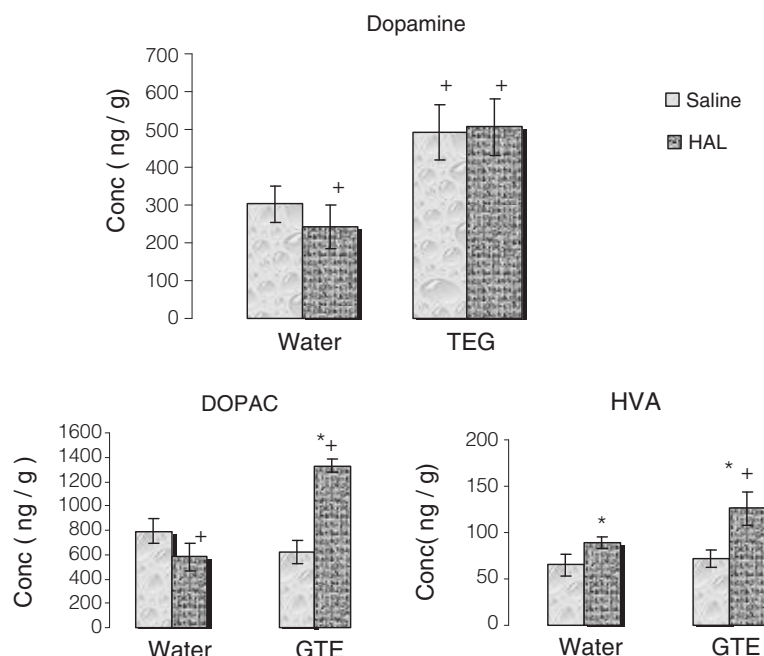 Dopamine
Conc ( ng / g )
700
600
500
400
300
200
100
0
+
+ +
Water TEG
Saline
HAL
DOPAC
Conc ( ng / g )
1600
1400
1200
1000
800
600
400
200
0
+
*+
Water GTE
HVA
Conc( ng / g)
200
150
100
50
0
*
* +
Water GTE